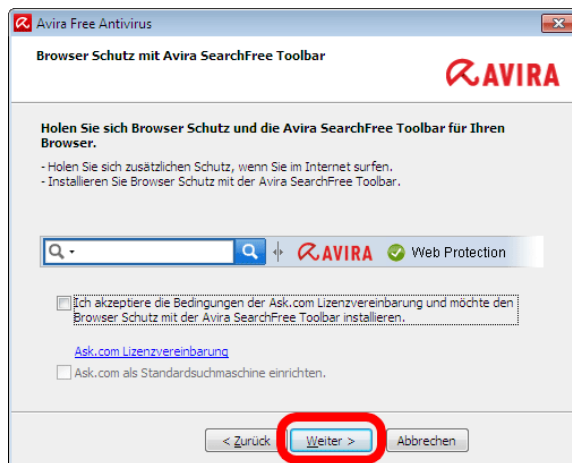 Avira Free Antivirus
Browser Schutz mit Avira SearchFree Toolbar
AVIRA
Holen Sie sich Browser Schutz und die Avira SearchFree Toolbar für Ihren
Browser.
- Holen Sie sich zusätzlichen Schutz, wenn Sie im Internet surfen.
- Installieren Sie Browser Schutz mit der Avira SearchFree Toolbar.
AVIRA Web Protection
Ich akzeptiere die Bedingungen der Ask.com Lizenzvereinbarung und möchte den
Browser Schutz mit der Avira SearchFree Toolbar installieren.
Ask.com Lizenzvereinbarung
Ask.com als Standardsuchmaschine einrichten.
< Zurück Weiter > Abbrechen